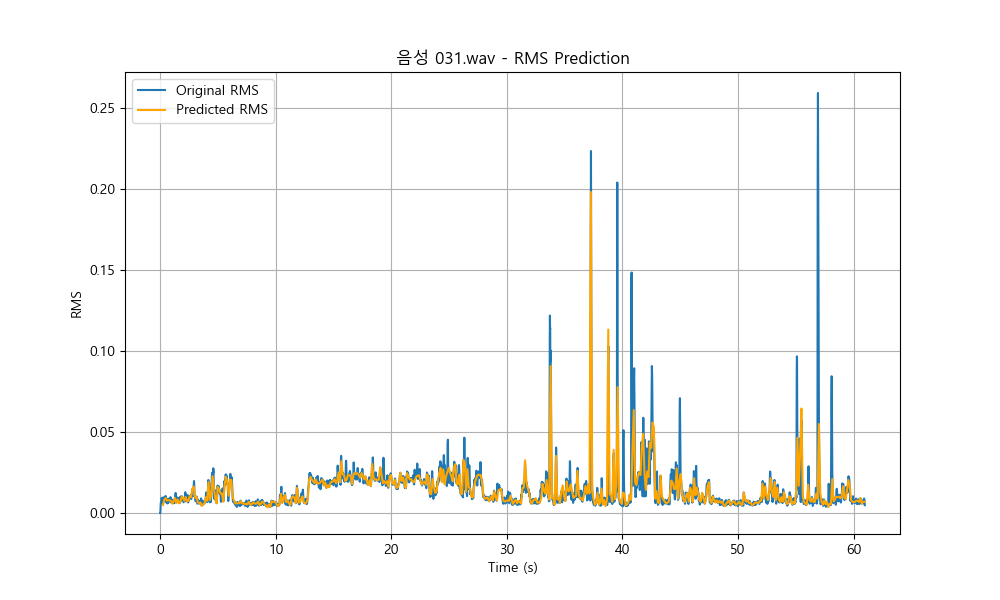 음성 031.wav - RMS Prediction
Original RMS
Predicted RMS
0.25
0.20
0.15
0.10
0.05
0.00
RMS
0 10 20 30 40 50 60
Time (s)